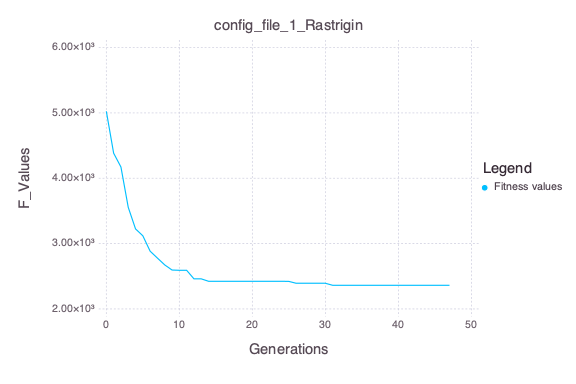 config_file_1_Rastrigin
6.00×10³
5.00×10³
4.00×10³
3.00×10³
2.00×10³
F_Values
0 10 20 30 40 50
Generations
Legend
Fitness values